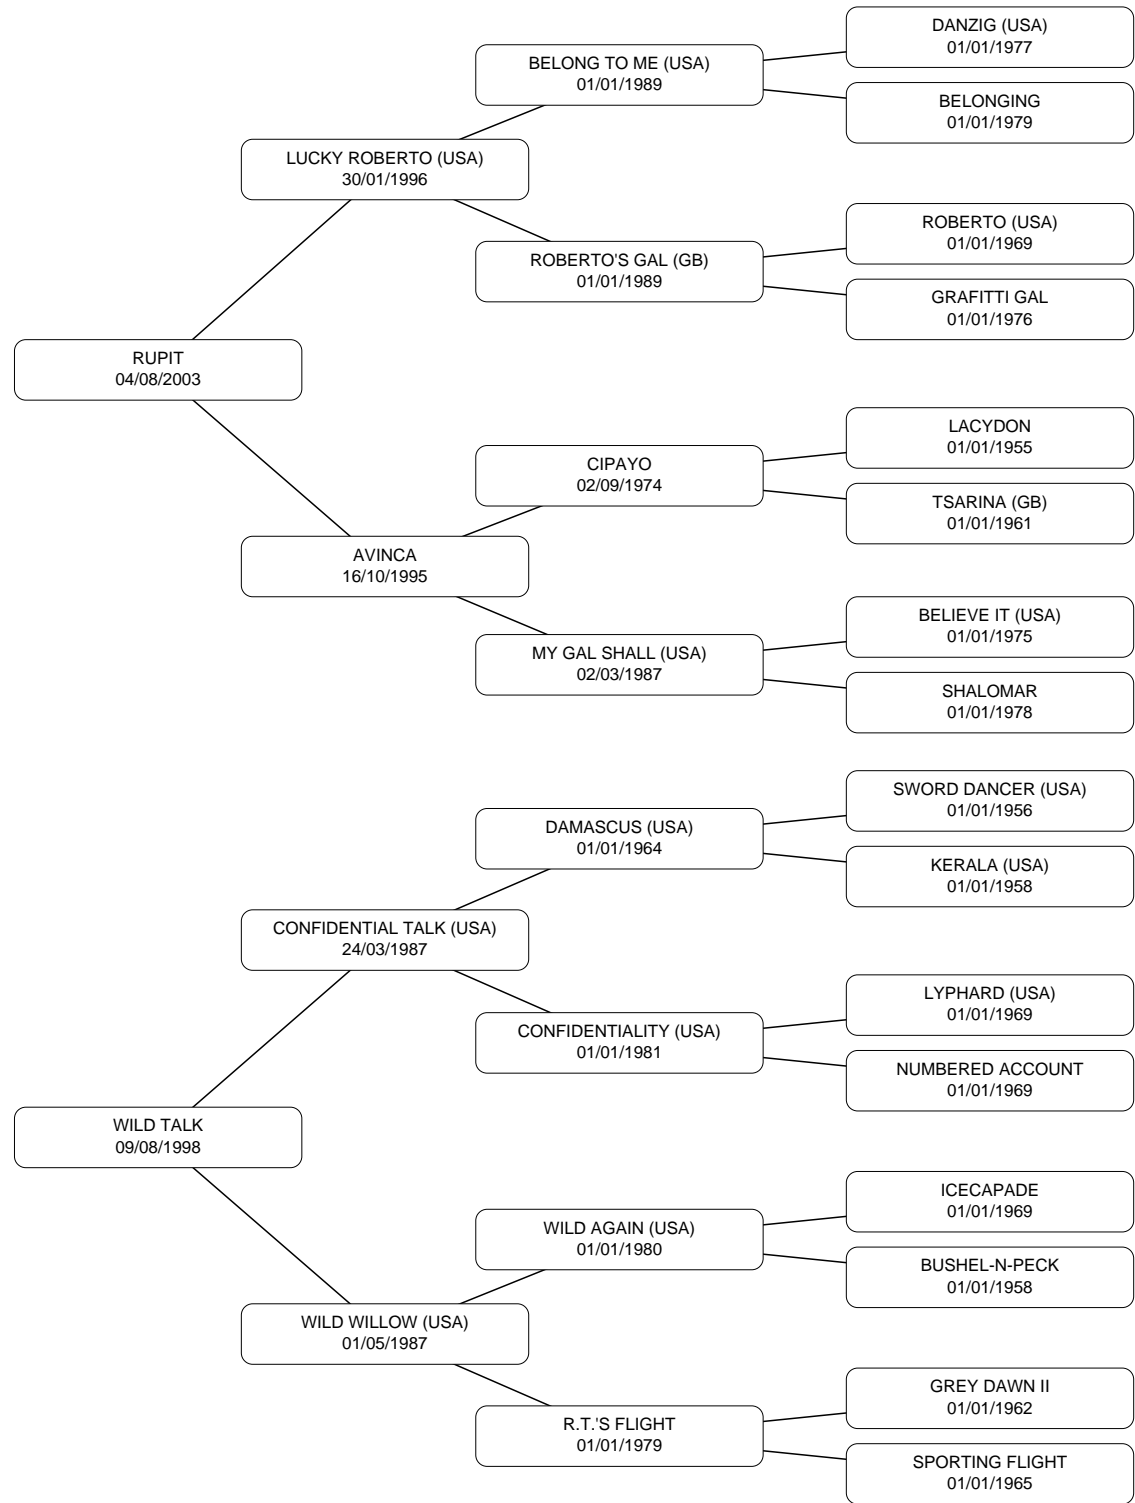 DANZIG (USA)
01/01/1977
BELONG TO ME (USA)
01/01/1989
BELONGING
01/01/1979
LUCKY ROBERTO (USA)
30/01/1996
ROBERTO (USA)
01/01/1969
ROBERTO'S GAL (GB)
01/01/1989
GRAFITTI GAL
01/01/1976
RUPIT
04/08/2003
LACYDON
01/01/1955
CIPAYO
02/09/1974
TSARINA (GB)
01/01/1961
AVINCA
16/10/1995
BELIEVE IT (USA)
01/01/1975
MY GAL SHALL (USA)
02/03/1987
SHALOMAR
01/01/1978
SWORD DANCER (USA)
01/01/1956
DAMASCUS (USA)
01/01/1964
KERALA (USA)
01/01/1958
CONFIDENTIAL TALK (USA)
24/03/1987
LYPHARD (USA)
01/01/1969
CONFIDENTIALITY (USA)
01/01/1981
NUMBERED ACCOUNT
01/01/1969
WILD TALK
09/08/1998
ICECAPADE
01/01/1969
WILD AGAIN (USA)
01/01/1980
BUSHEL-N-PECK
01/01/1958
WILD WILLOW (USA)
01/05/1987
GREY DAWN II
01/01/1962
R.T.'S FLIGHT
01/01/1979
SPORTING FLIGHT
01/01/1965